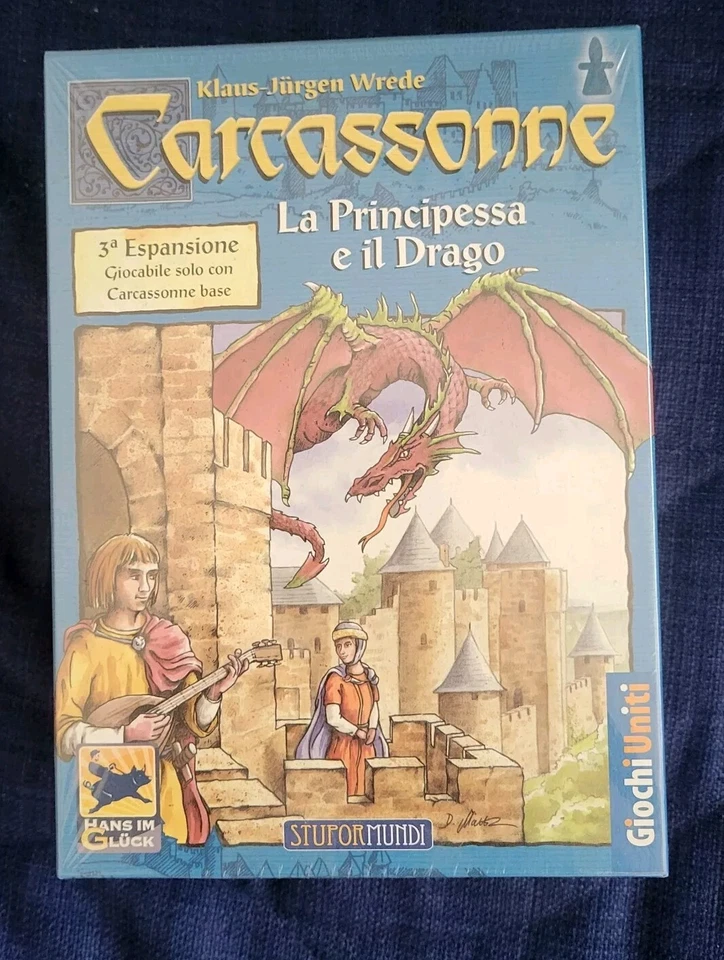 Klaus-Jürgen Wrede
Carcassonne
La Principessa
e il Drago
3ª Espansione
Giocabile solo con
Carcassonne base
HANS IM
GLÜCK
STUPORMUNDI
Giochi Uniti